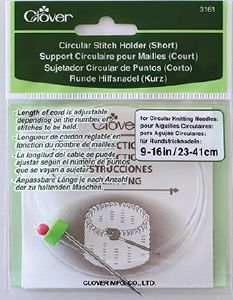 3161
Clover
Circular Stitch Holder (Short)
Support Circulaire pour Mailles (Court)
Sujetador Circular de Puntos (Corto)
Runde Hilfsnadel (Kurz)
- Length of cord is adjustable
depending on the number of
stitches to be held.
- Longueur de cordon réglable en
fonction du nombre de mailles.
- La longitud del cable se puede
ajustar según el número de puntos
que se vayan a sujetar.
- Anpassbare Länge je nach Anzahl
der zu haltenden Maschen.
for Circular Knitting Needles:
pour Aiguilles Circulaires:
para Agujas Circulares:
für Rundstricknadeln:
9-16in/23-41cm
CLOVER MFG. CO., LTD.